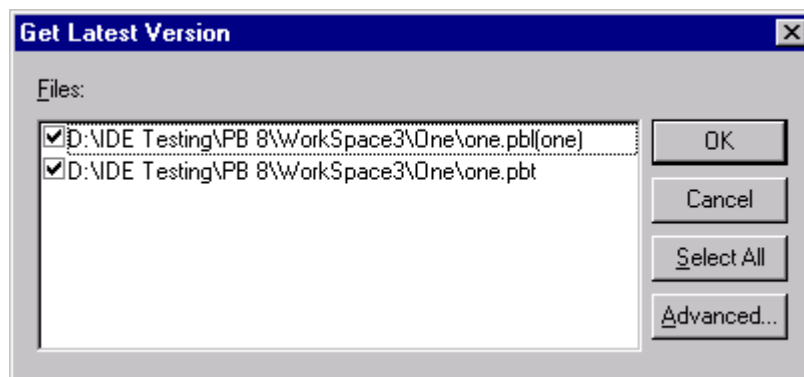 Get Latest Version
Files:
D:\IDE Testing\PB 8\WorkSpace3\One\one.pbl(one)
D:\IDE Testing\PB 8\WorkSpace3\One\one.pbt
OK
Cancel
Select All
Advanced...